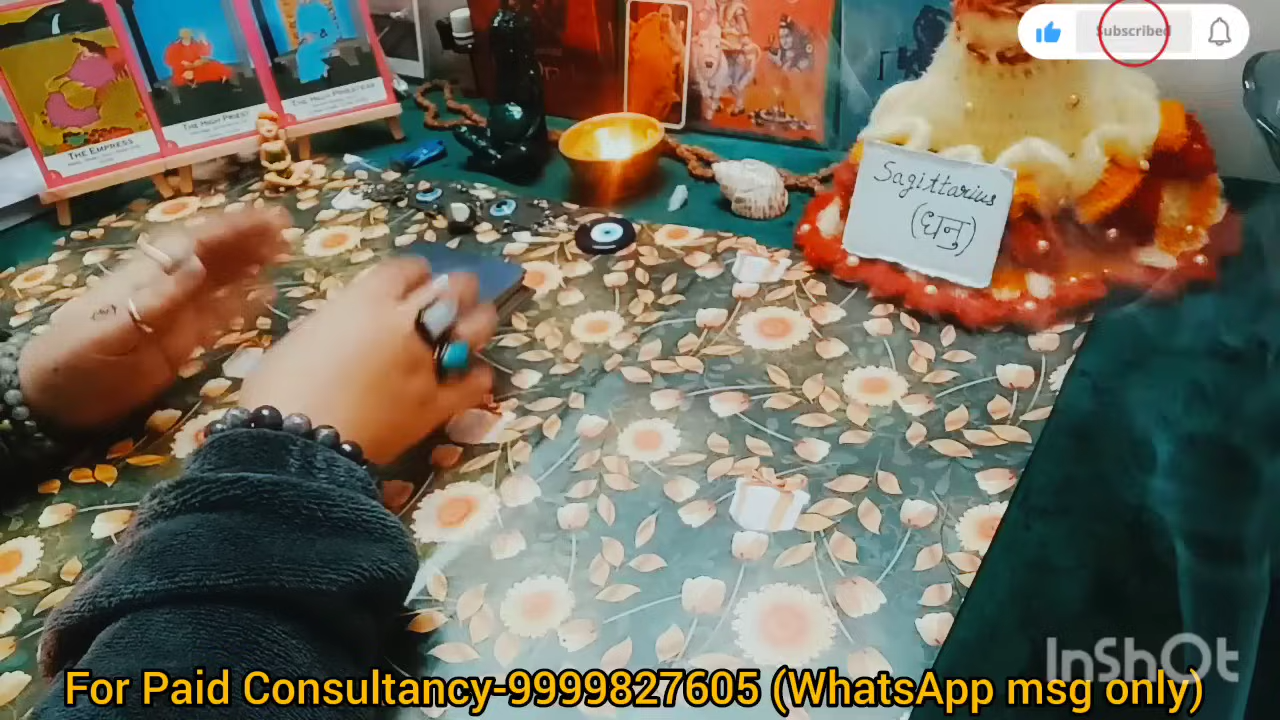 Subscribed
THE EMPRESS
THE HIGH PRIEST
THE HIGH PRIESTESS
Sagittarius
(धनु)
InShOt
For Paid Consultancy-9999827605 (WhatsApp msg only)